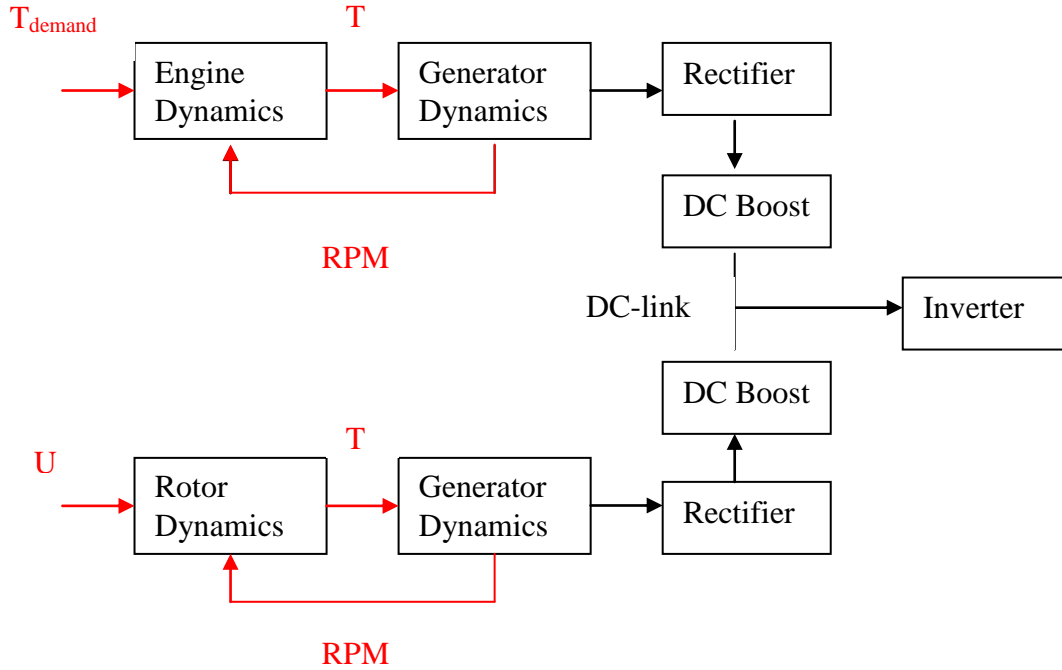 T_demand
T
Engine
Dynamics
Generator
Dynamics
Rectifier
DC Boost
RPM
DC-link
Inverter
DC Boost
U
T
Rotor
Dynamics
Generator
Dynamics
Rectifier
RPM